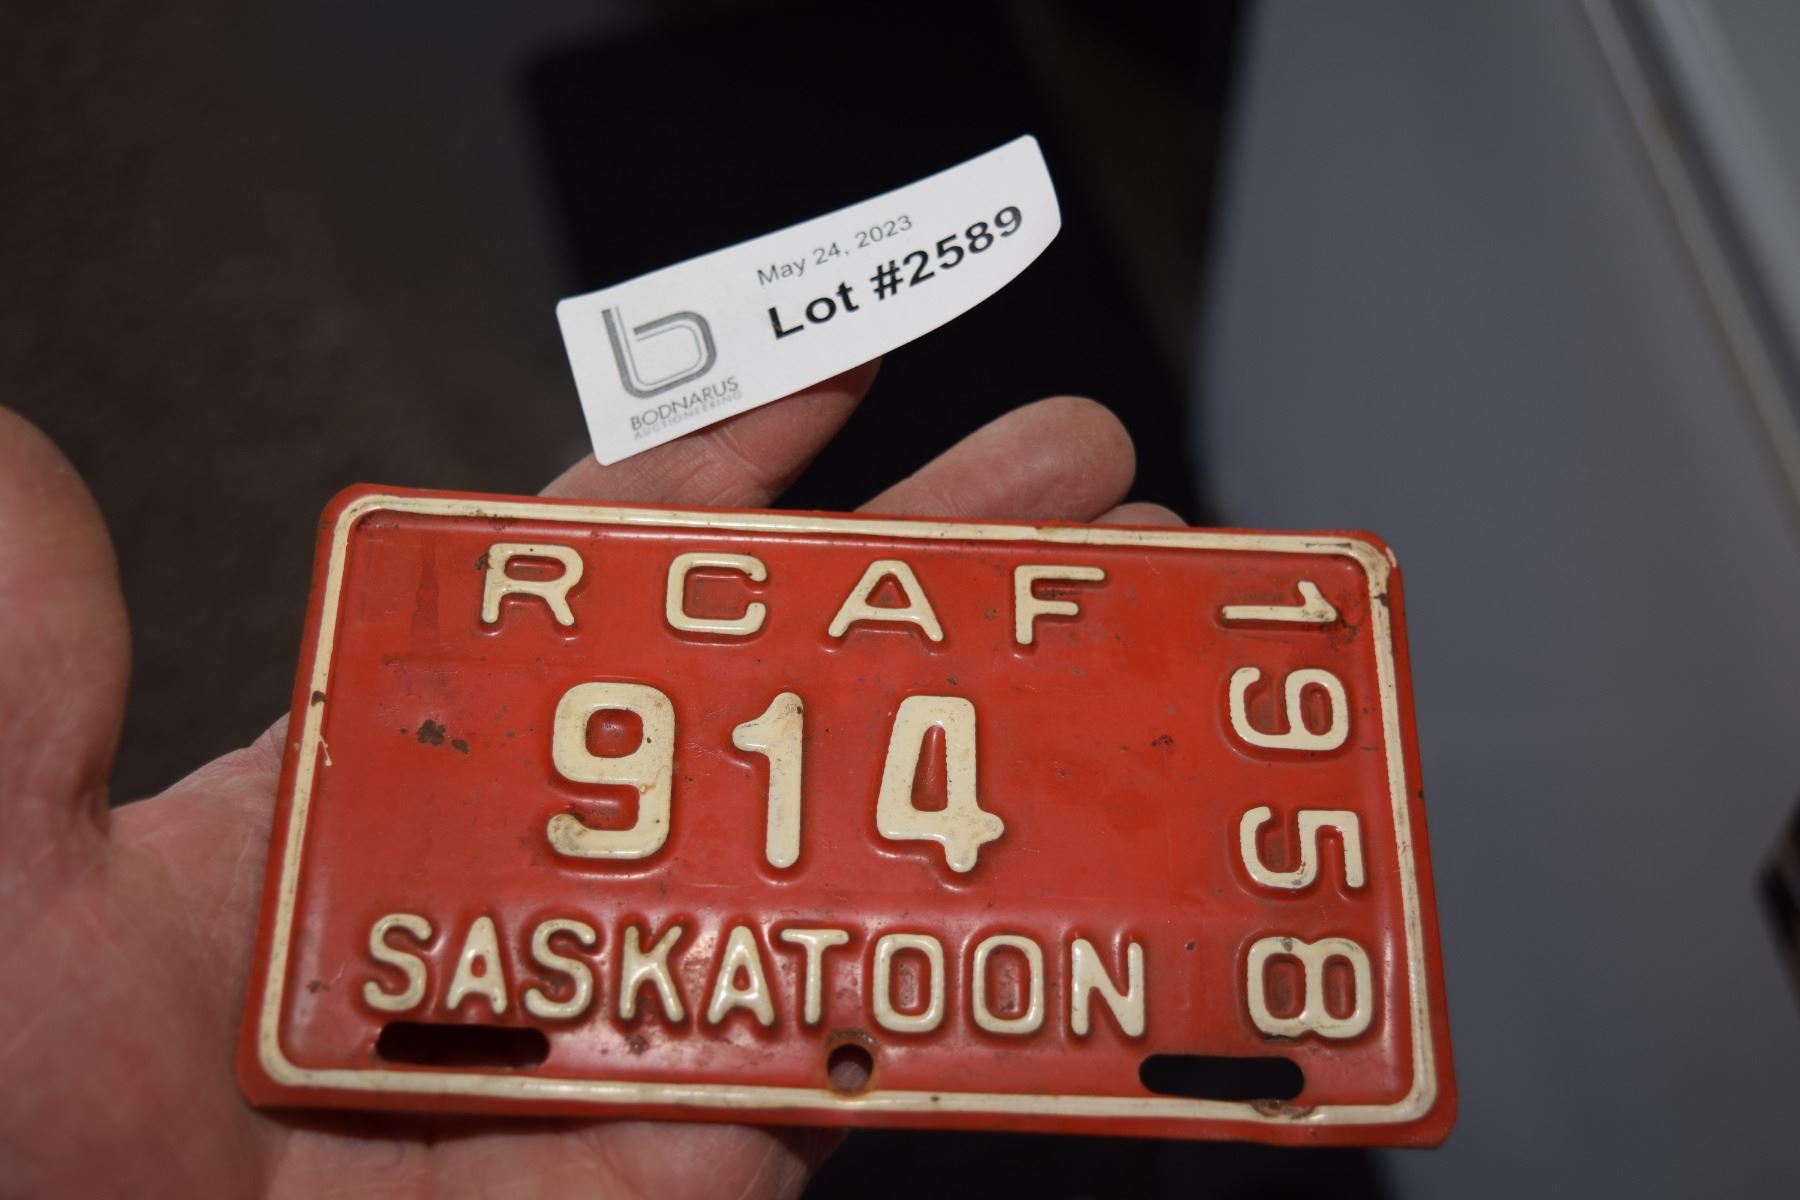 May 24, 2023
Lot #2589
b
BODNARUS
AUCTIONEERING
RCAF
914
SASKATOON
1958